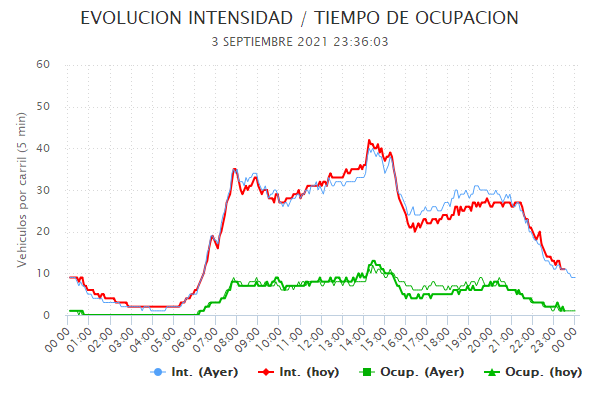 EVOLUCION INTENSIDAD / TIEMPO DE OCUPACION
3 SEPTIEMBRE 2021 23:36:03
Vehiculos por carril (5 min)
60
50
40
30
20
10
0
00:00 01:00 02:00 03:00 04:00 05:00 06:00 07:00 08:00 09:00 10:00 11:00 12:00 13:00 14:00 15:00 16:00 17:00 18:00 19:00 20:00 21:00 22:00 23:00 00:00
Int. (Ayer) Int. (hoy) Ocup. (Ayer) Ocup. (hoy)